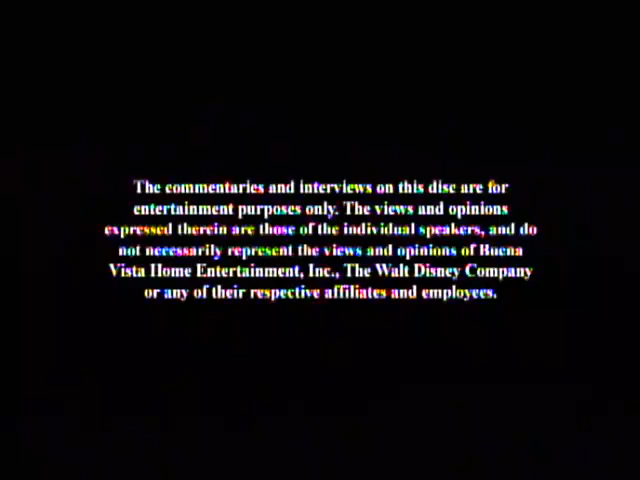 The commentaries and interviews on this disc are for
entertainment purposes only. The views and opinions
expressed therein are those of the individual speakers, and do
not necessarily represent the views and opinions of Buena
Vista Home Entertainment, Inc., The Walt Disney Company
or any of their respective affiliates and employees.